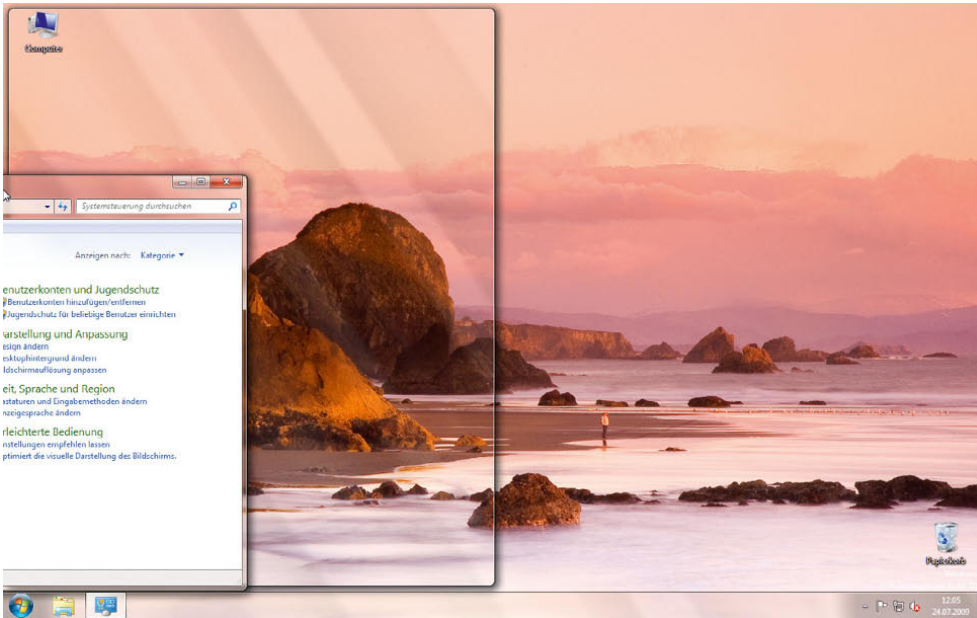 Computer
Systemsteuerung durchsuchen
Anzeigen nach: Kategorie
enutzerkonten und Jugendschutz
Benutzerkonten hinzufügen/entfernen
Jugendschutz für beliebige Benutzer einrichten
arstellung und Anpassung
esign ändern
esktophintergrund ändern
ildschirmauflösung anpassen
eit, Sprache und Region
astaturen und Eingabemethoden ändern
nzeigesprache ändern
rleichterte Bedienung
nstellungen empfehlen lassen
ptimiert die visuelle Darstellung des Bildschirms.
Papierkorb
12:05
24.07.2009